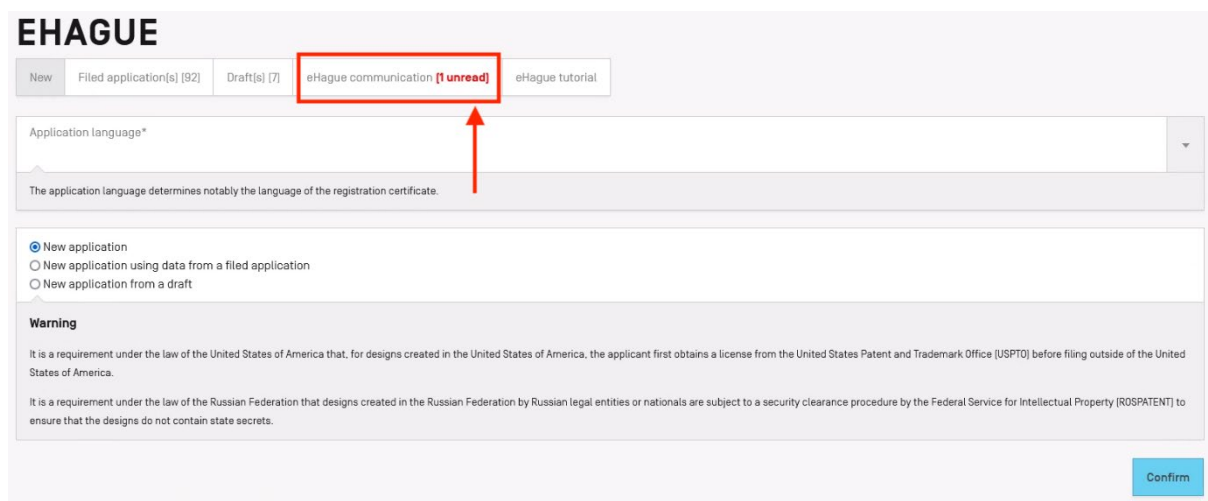 EHAGUE
New Filed application(s) (92) Draft(s) (7) eHague communication (1 unread) eHague tutorial
Application language*
The application language determines notably the language of the registration certificate.
New application
New application using data from a filed application
New application from a draft
Warning
It is a requirement under the law of the United States of America that, for designs created in the United States of America, the applicant first obtains a license from the United States Patent and Trademark Office (USPTO) before filing outside of the United
States of America.
It is a requirement under the law of the Russian Federation that designs created in the Russian Federation by Russian legal entities or nationals are subject to a security clearance procedure by the Federal Service for Intellectual Property (ROSPATENT) to
ensure that the designs do not contain state secrets.
Confirm